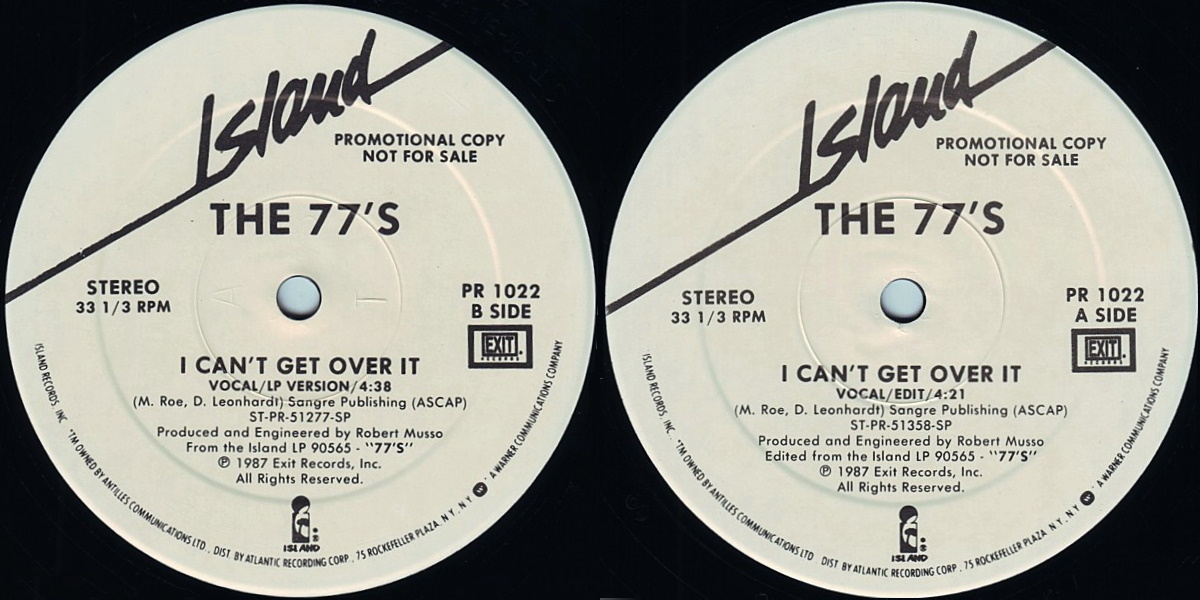 Island
PROMOTIONAL COPY
NOT FOR SALE
THE 77'S
STEREO
33 1/3 RPM
PR 1022
B SIDE
EXIT
RECORDS
I CAN'T GET OVER IT
VOCAL/LP VERSION/4:38
(M. Roe, D. Leonhardt) Sangre Publishing (ASCAP)
ST-PR-51277-SP
Produced and Engineered by Robert Musso
From the Island LP 90565 - "77'S"
℗ 1987 Exit Records, Inc.
All Rights Reserved.
ISLAND
ISLAND RECORDS, INC. *TM OWNED BY ANTILLES COMMUNICATIONS LTD. DIST BY ATLANTIC RECORDING CORP., 75 ROCKEFELLER PLAZA, N.Y., N.Y. A WARNER COMMUNICATIONS COMPANY
Island
PROMOTIONAL COPY
NOT FOR SALE
THE 77'S
STEREO
33 1/3 RPM
PR 1022
A SIDE
EXIT
RECORDS
I CAN'T GET OVER IT
VOCAL/EDIT/4:21
(M. Roe, D. Leonhardt) Sangre Publishing (ASCAP)
ST-PR-51358-SP
Produced and Engineered by Robert Musso
Edited from the Island LP 90565 - "77'S"
℗ 1987 Exit Records, Inc.
All Rights Reserved.
ISLAND
ISLAND RECORDS, INC. *TM OWNED BY ANTILLES COMMUNICATIONS LTD. DIST BY ATLANTIC RECORDING CORP., 75 ROCKEFELLER PLAZA, N.Y., N.Y. A WARNER COMMUNICATIONS COMPANY